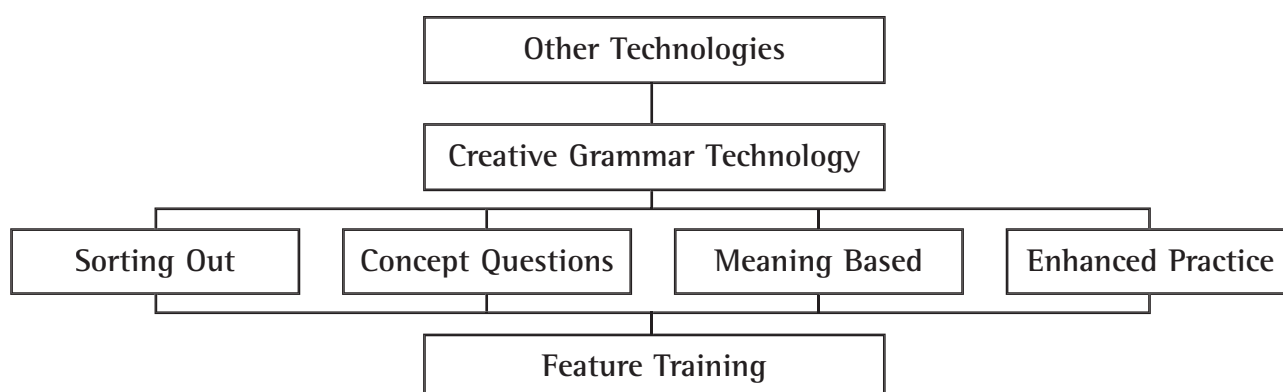 Other Technologies
Creative Grammar Technology
Sorting Out
Concept Questions
Meaning Based
Enhanced Practice
Feature Training